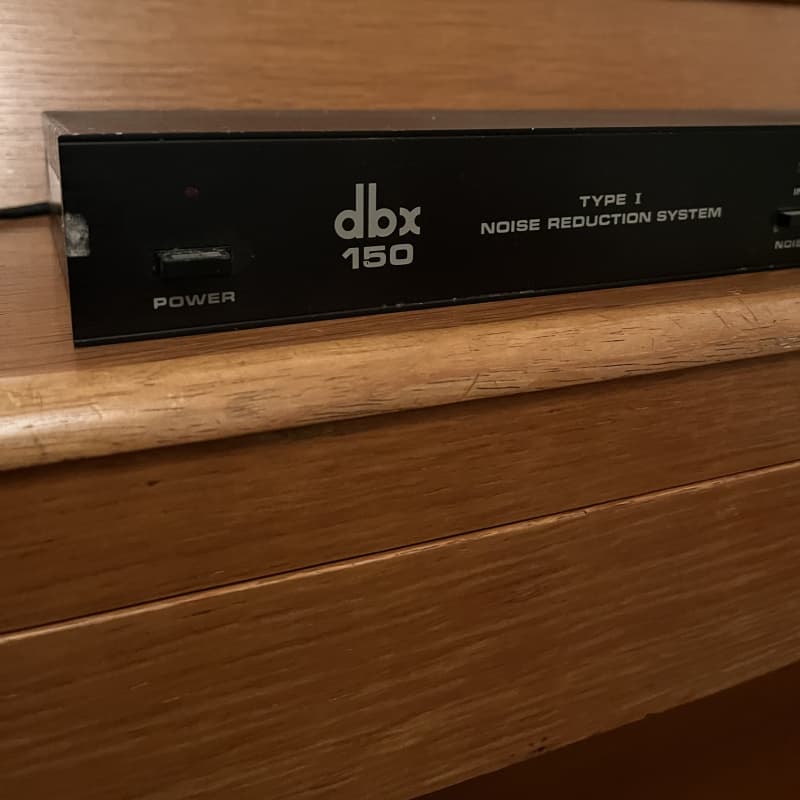 dbx
150
TYPE I
NOISE REDUCTION SYSTEM
POWER